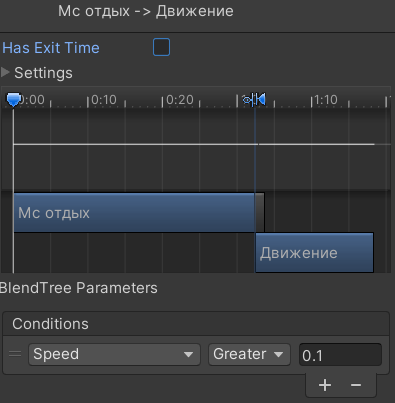 Мс отдых -> Движение
Has Exit Time
Settings
0:00 0:10 0:20 1:10
Мс отдых
Движение
BlendTree Parameters
Conditions
Speed Greater 0.1
+ −